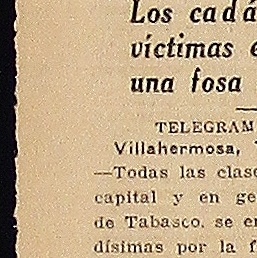 Los cadá
víctimas e
una fosa
TELEGRAM
Villahermosa,
—Todas las clase
capital y en ge
de Tabasco, se en
dísimas por la f